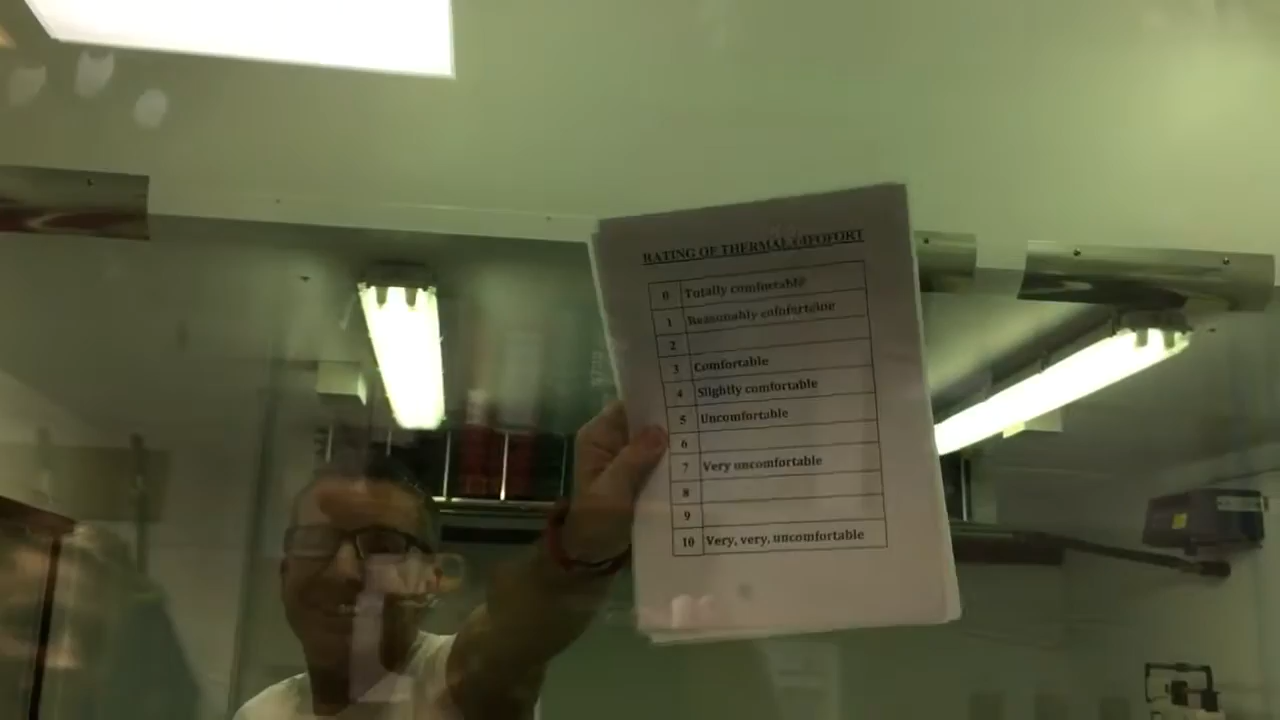 RATING OF THERMAL
0 Totally comfortable
1 Reasonably
2
3 Comfortable
4 Slightly comfortable
5 Uncomfortable
6
7 Very uncomfortable
8
9
10 Very, very, uncomfortable